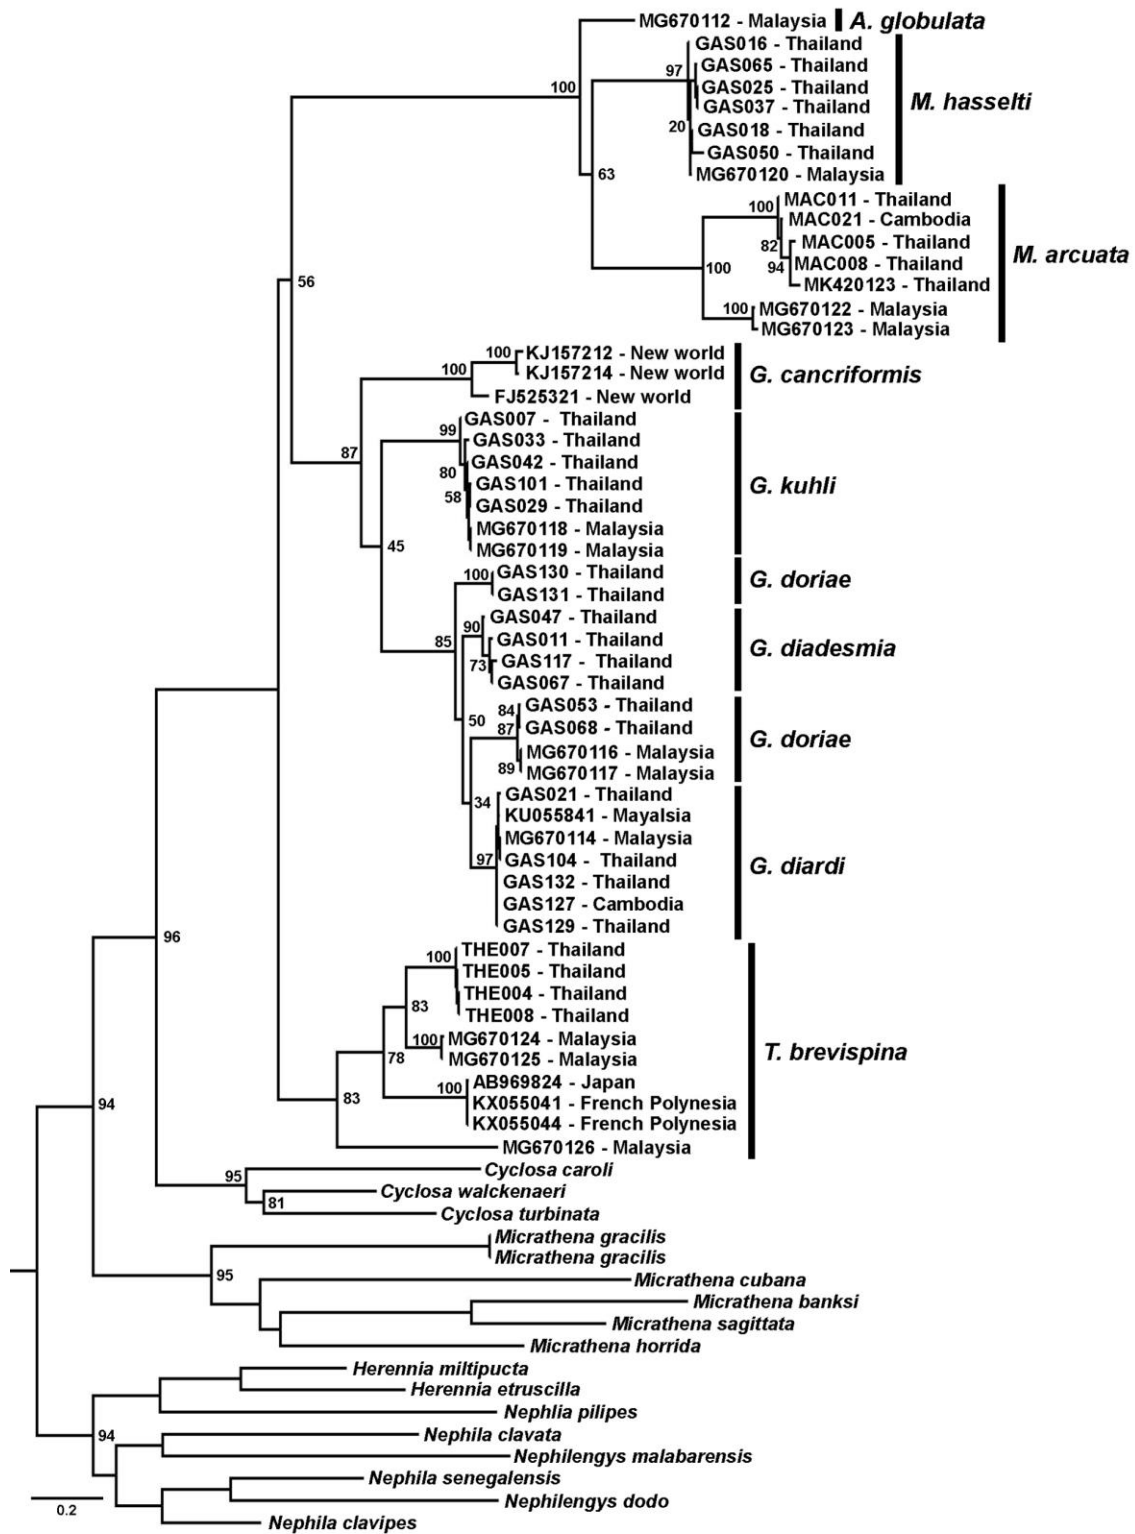 MG670112 - Malaysia A. globulata
GAS016 - Thailand
97 GAS065 - Thailand
100 GAS025 - Thailand
GAS037 - Thailand M. hasselti
20 GAS018 - Thailand
GAS050 - Thailand
63 MG670120 - Malaysia
100 MAC011 - Thailand
MAC021 - Cambodia
82 MAC005 - Thailand M. arcuata
100 94 MAC008 - Thailand
56 MK420123 - Thailand
100 MG670122 - Malaysia
MG670123 - Malaysia
100 KJ157212 - New world
100 KJ157214 - New world G. cancriformis
FJ525321 - New world
99 GAS007 - Thailand
GAS033 - Thailand
87 80 GAS042 - Thailand
58 GAS101 - Thailand G. kuhli
GAS029 - Thailand
MG670118 - Malaysia
45 MG670119 - Malaysia
100 GAS130 - Thailand G. doriae
GAS131 - Thailand
90 GAS047 - Thailand
85 GAS011 - Thailand G. diadesmia
73 GAS117 - Thailand
GAS067 - Thailand
84 GAS053 - Thailand
50 87 GAS068 - Thailand G. doriae
MG670116 - Malaysia
89 MG670117 - Malaysia
34 GAS021 - Thailand
KU055841 - Mayalsia
MG670114 - Malaysia
97 GAS104 - Thailand G. diardi
GAS132 - Thailand
GAS127 - Cambodia
GAS129 - Thailand
96 THE007 - Thailand
100 THE005 - Thailand
THE004 - Thailand
83 THE008 - Thailand
100 MG670124 - Malaysia T. brevispina
78 MG670125 - Malaysia
100 AB969824 - Japan
83 KX055041 - French Polynesia
94 KX055044 - French Polynesia
MG670126 - Malaysia
95 Cyclosa caroli
81 Cyclosa walckenaeri
Cyclosa turbinata
Micrathena gracilis
Micrathena gracilis
95 Micrathena cubana
Micrathena banksi
Micrathena sagittata
Micrathena horrida
Herennia miltipucta
Herennia etruscilla
Nephlia pilipes
94 Nephila clavata
Nephilengys malabarensis
Nephila senegalensis
0.2 Nephilengys dodo
Nephila clavipes